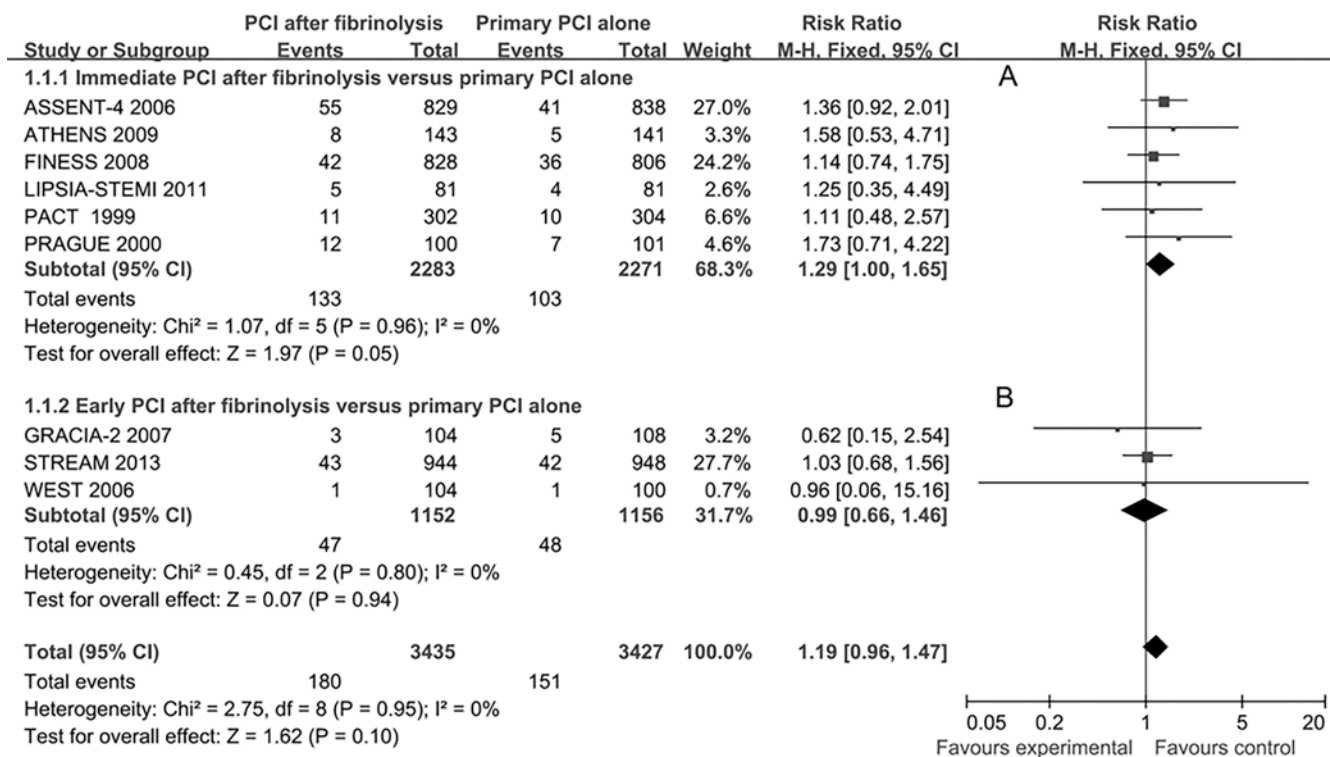 PCI after fibrinolysis Primary PCI alone Risk Ratio Risk Ratio
Study or Subgroup Events Total Events Total Weight M-H, Fixed, 95% CI M-H, Fixed, 95% CI
1.1.1 Immediate PCI after fibrinolysis versus primary PCI alone A
ASSENT-4 2006 55 829 41 838 27.0% 1.36 [0.92, 2.01]
ATHENS 2009 8 143 5 141 3.3% 1.58 [0.53, 4.71]
FINESS 2008 42 828 36 806 24.2% 1.14 [0.74, 1.75]
LIPSIA-STEMI 2011 5 81 4 81 2.6% 1.25 [0.35, 4.49]
PACT 1999 11 302 10 304 6.6% 1.11 [0.48, 2.57]
PRAGUE 2000 12 100 7 101 4.6% 1.73 [0.71, 4.22]
Subtotal (95% CI) 2283 2271 68.3% 1.29 [1.00, 1.65]
Total events 133 103
Heterogeneity: Chi² = 1.07, df = 5 (P = 0.96); I² = 0%
Test for overall effect: Z = 1.97 (P = 0.05)
1.1.2 Early PCI after fibrinolysis versus primary PCI alone B
GRACIA-2 2007 3 104 5 108 3.2% 0.62 [0.15, 2.54]
STREAM 2013 43 944 42 948 27.7% 1.03 [0.68, 1.56]
WEST 2006 1 104 1 100 0.7% 0.96 [0.06, 15.16]
Subtotal (95% CI) 1152 1156 31.7% 0.99 [0.66, 1.46]
Total events 47 48
Heterogeneity: Chi² = 0.45, df = 2 (P = 0.80); I² = 0%
Test for overall effect: Z = 0.07 (P = 0.94)
Total (95% CI) 3435 3427 100.0% 1.19 [0.96, 1.47]
Total events 180 151
Heterogeneity: Chi² = 2.75, df = 8 (P = 0.95); I² = 0%
Test for overall effect: Z = 1.62 (P = 0.10)
0.05 0.2 1 5 20
Favours experimental Favours control